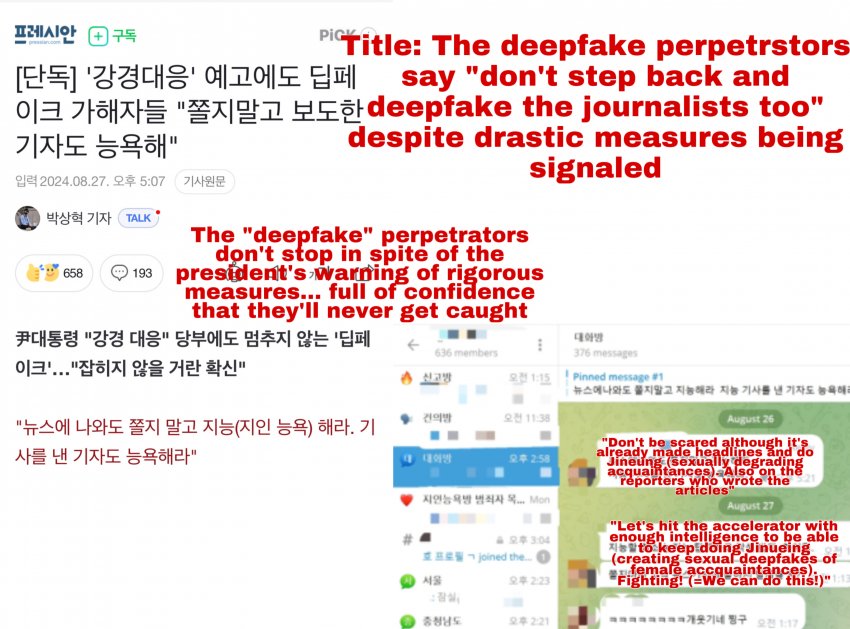 프레시안
pressian.com
구독
PiCK
[단독] '강경대응' 예고에도 딥페
이크 가해자들 "쫄지말고 보도한
기자도 능욕해"
입력 2024.08.27. 오후 5:07
기사원문
박상혁 기자
TALK
658
193
尹대통령 "강경 대응" 당부에도 멈추지 않는 '딥페
이크'…"잡히지 않을 거란 확신"
"뉴스에 나와도 쫄지 말고 지능(지인 능욕) 해라. 기
사를 낸 기자도 능욕해라"
Title: The deepfake perpetrstors
say "don't step back and
deepfake the journalists too"
despite drastic measures being
signaled
The "deepfake" perpetrators
don't stop in spite of the
president's warning of rigorous
measures... full of confidence
that they'll never get caught
636 members
신고방
오전 1:15
건의방
오전 11:38
대
대화방
오후 2:58
지인능욕방 범죄자 목...
Mon
#
오후 3:04
joined the...
1
서울
오후 2:23
충청남도
오후 2:21
대화방
376 messages
Pinned message #1
뉴스에나와도 쫄지말고 지능해라 지능 기사를 낸 기자도 능욕해라
August 26
"Don't be scared although it's
already made headlines and do
Jineung (sexually degrading
acquaintances). Also on the
reporters who wrote the
articles"
5:21
August 27
"Let's hit the accelerator with
enough intelligence to be able
to keep doing Jinueing
(creating sexual deepfakes of
female accquaintances).
Fighting! (=We can do this!)"
ㅋㅋㅋㅋㅋㅋㅋㅋ개웃기네 찡구
오전 1:17